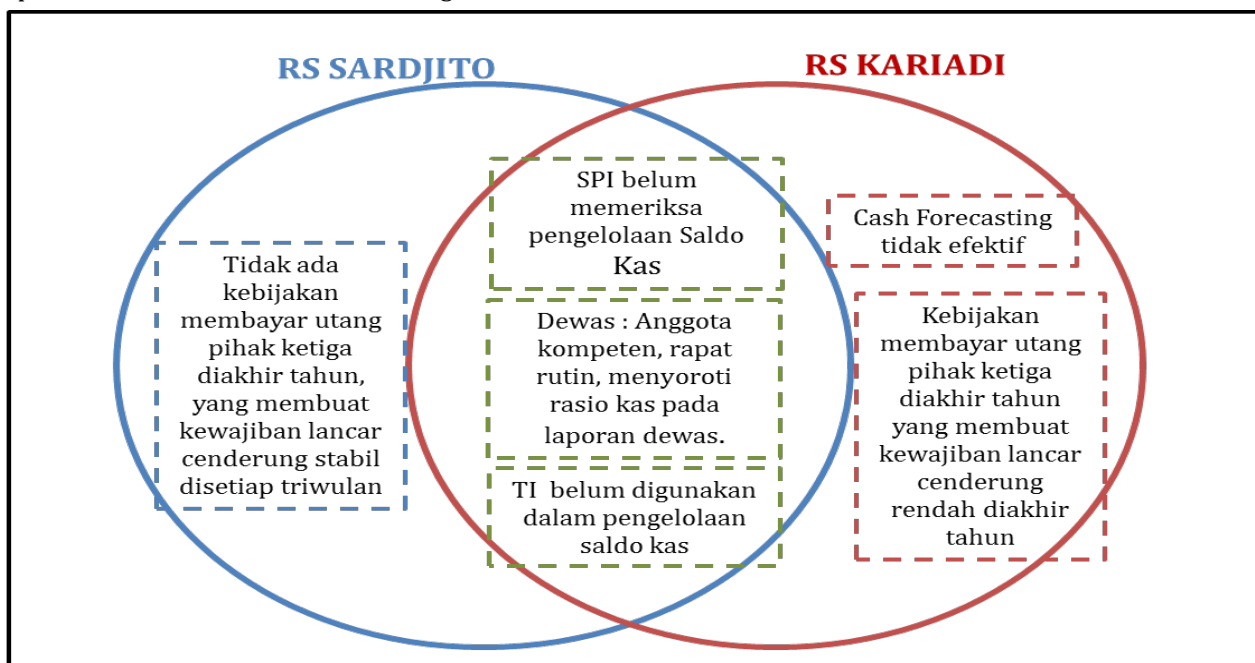 RS SARDJITO
RS KARIADI
Tidak ada
kebijakan
membayar utang
pihak ketiga
diakhir tahun,
yang membuat
kewajiban lancar
cenderung stabil
disetiap triwulan
SPI belum
memeriksa
pengelolaan Saldo
Kas
Dewas : Anggota
kompeten, rapat
rutin, menyoroti
rasio kas pada
laporan dewas.
TI belum digunakan
dalam pengelolaan
saldo kas
Cash Forecasting
tidak efektif
Kebijakan
membayar utang
pihak ketiga
diakhir tahun
yang membuat
kewajiban lancar
cenderung
rendah diakhir
tahun